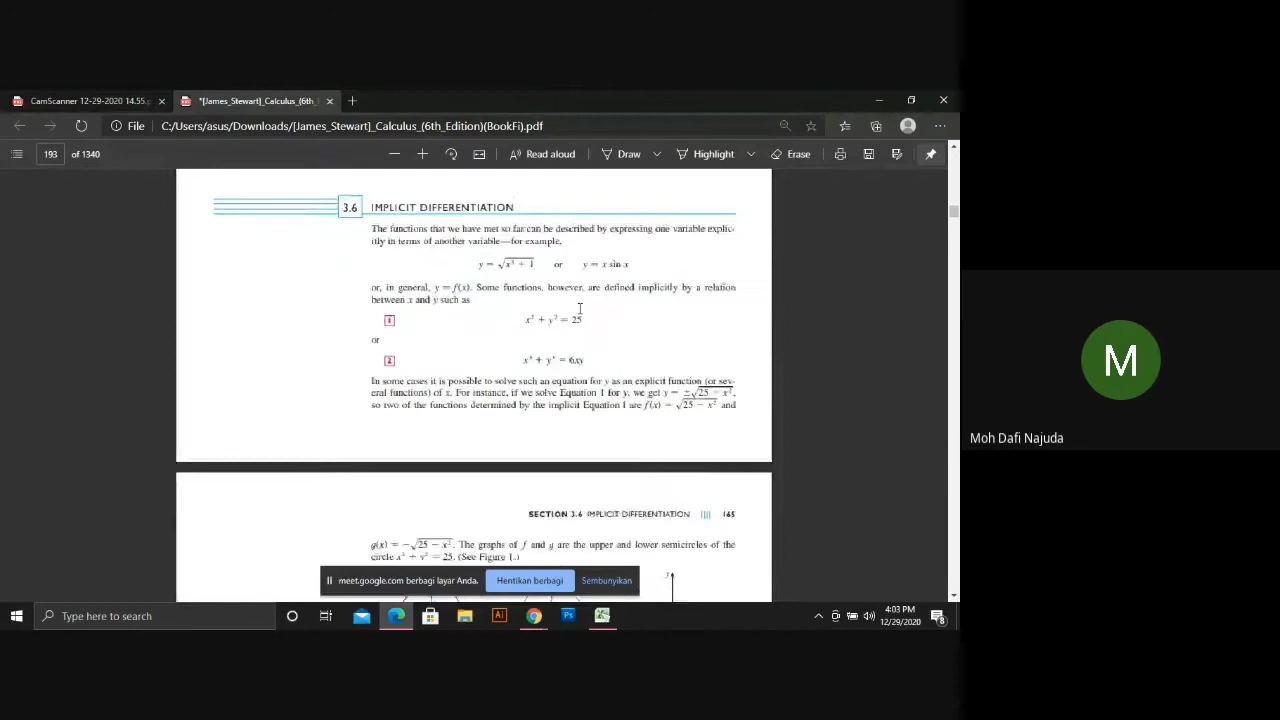 CamScanner 12-29-2020 14.55.p
*[James_Stewart]_Calculus_(6th_E
File C:/Users/asus/Downloads/[James_Stewart]_Calculus_(6th_Edition)(BookFi).pdf
193 of 1340
Read aloud Draw Highlight Erase
3.6 IMPLICIT DIFFERENTIATION
The functions that we have met so far can be described by expressing one variable explic-
itly in terms of another variable—for example,
y = √x³ + 1 or y = x sin x
or, in general, y = f(x). Some functions, however, are defined implicitly by a relation
between x and y such as
1 x² + y² = 25
or
2 x³ + y³ = 6xy
In some cases it is possible to solve such an equation for y as an explicit function (or sev-
eral functions) of x. For instance, if we solve Equation 1 for y, we get y = ±√25 − x²,
so two of the functions determined by the implicit Equation 1 are f(x) = √25 − x² and
SECTION 3.6 IMPLICIT DIFFERENTIATION |||| 165
g(x) = −√25 − x². The graphs of f and g are the upper and lower semicircles of the
circle x² + y² = 25. (See Figure 1.)
y
meet.google.com berbagi layar Anda. Hentikan berbagi Sembunyikan
Type here to search
Ai
Ps
4:03 PM
12/29/2020
8
M
Moh Dafi Najuda